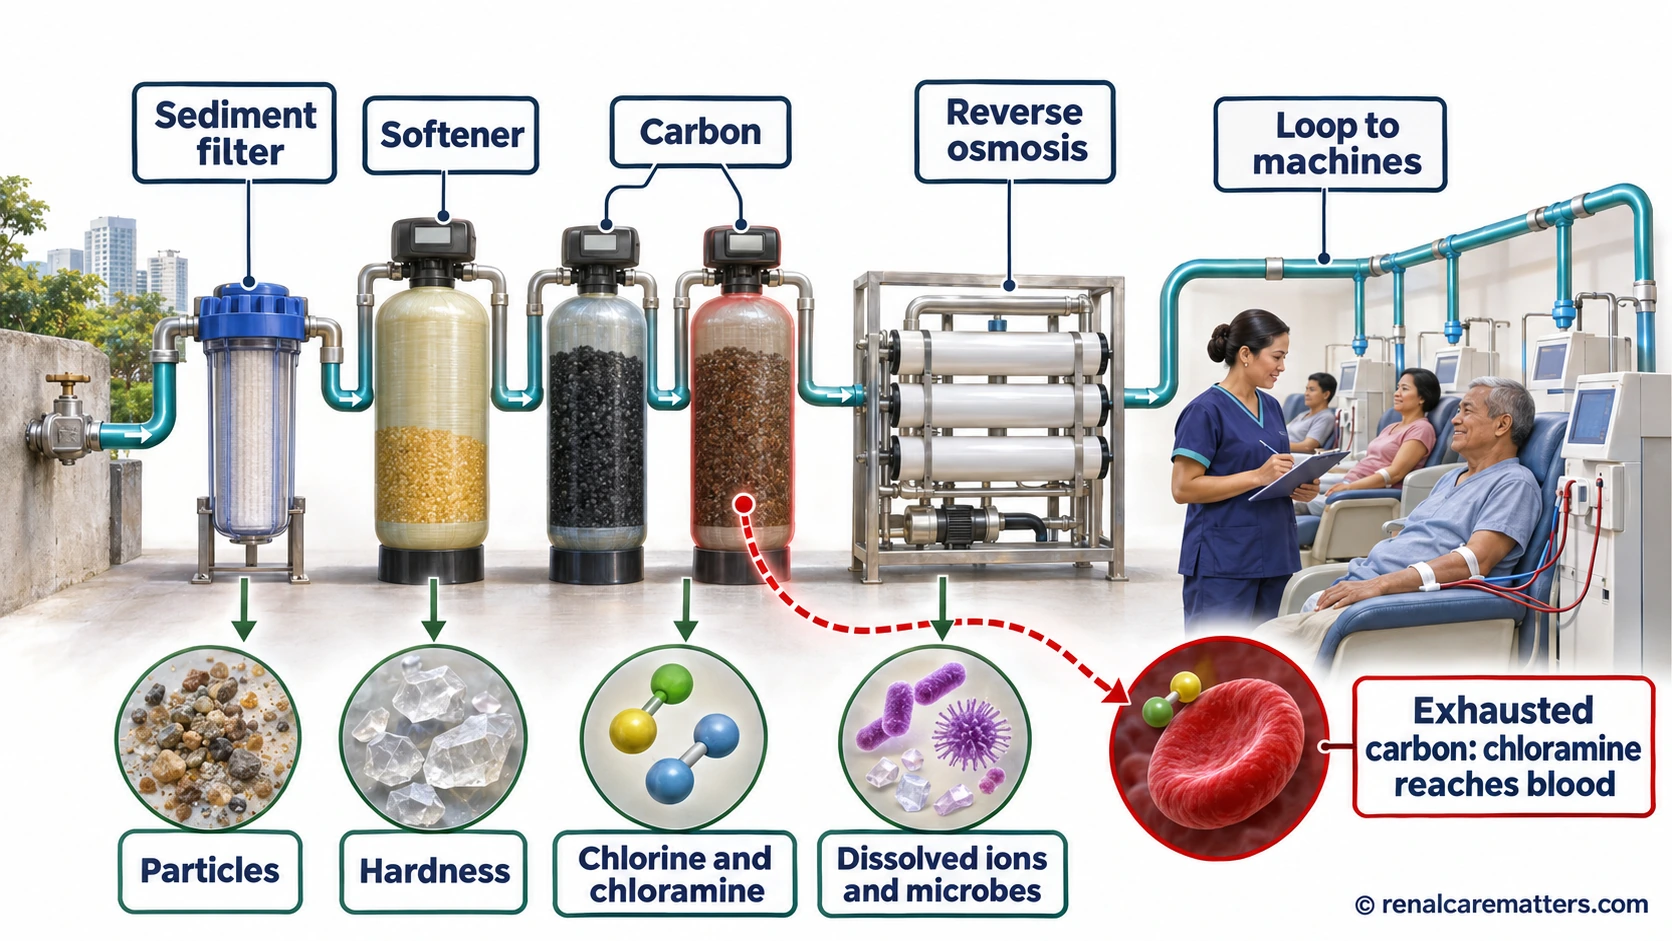 Sediment
filter
Softener
Carbon
Reverse
osmosis
Loop to
machines
Particles
Hardness
Chlorine and
chloramine
Dissolved ions
and microbes
Exhausted
carbon: chloramine
reaches blood
© renalcarematters.com